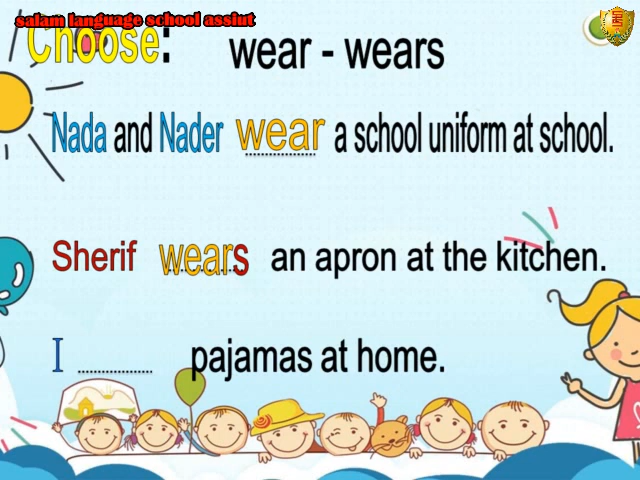 salam language school assiut
Choose:
wear - wears
Nada and Nader wear a school uniform at school.
Sherif wears an apron at the kitchen.
I .................. pajamas at home.